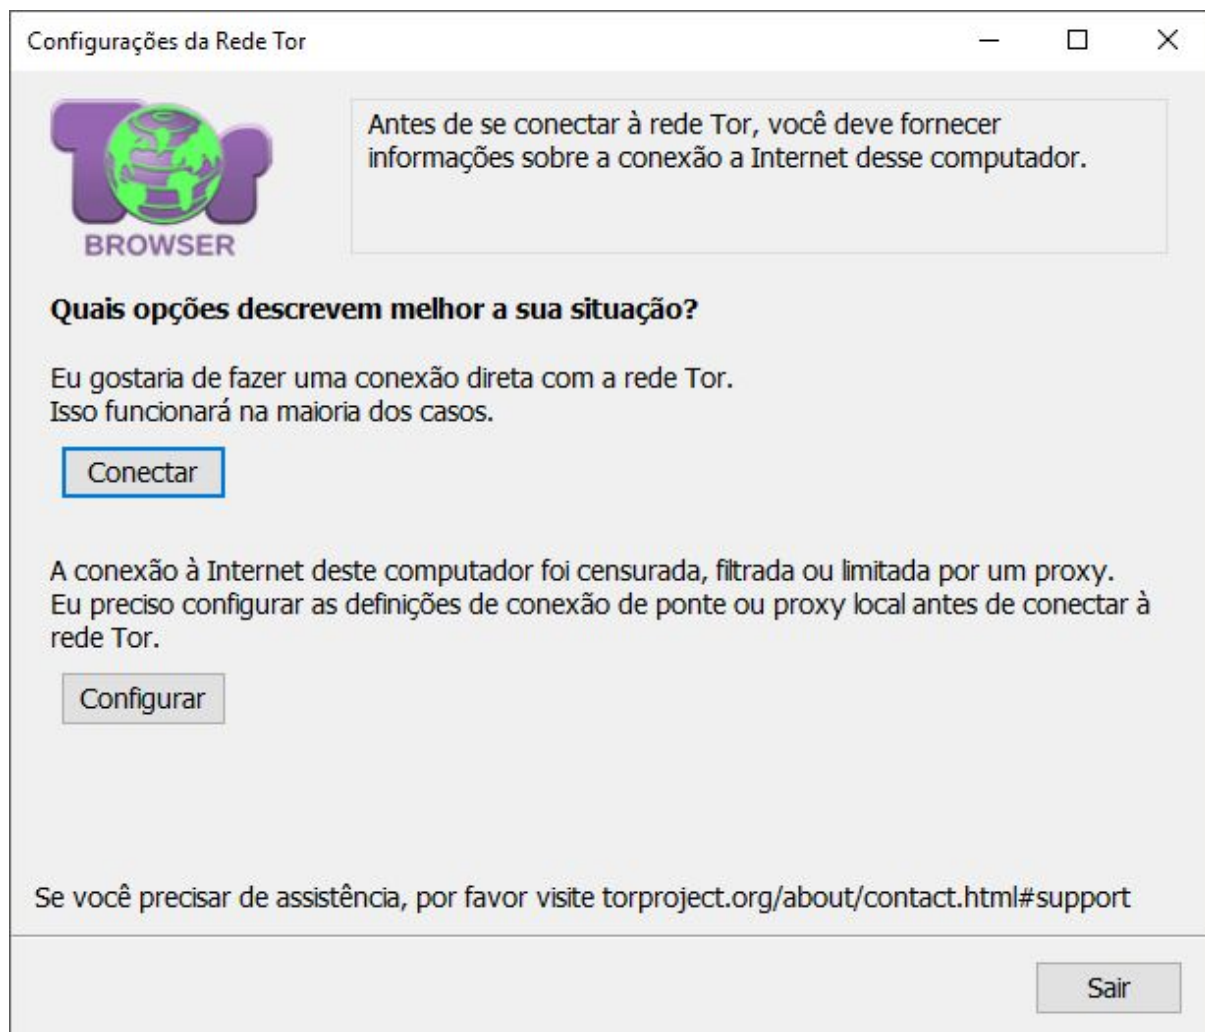 Configurações da Rede Tor
Tor
BROWSER
Antes de se conectar à rede Tor, você deve fornecer
informações sobre a conexão a Internet desse computador.
Quais opções descrevem melhor a sua situação?
Eu gostaria de fazer uma conexão direta com a rede Tor.
Isso funcionará na maioria dos casos.
Conectar
A conexão à Internet deste computador foi censurada, filtrada ou limitada por um proxy.
Eu preciso configurar as definições de conexão de ponte ou proxy local antes de conectar à
rede Tor.
Configurar
Se você precisar de assistência, por favor visite torproject.org/about/contact.html#support
Sair